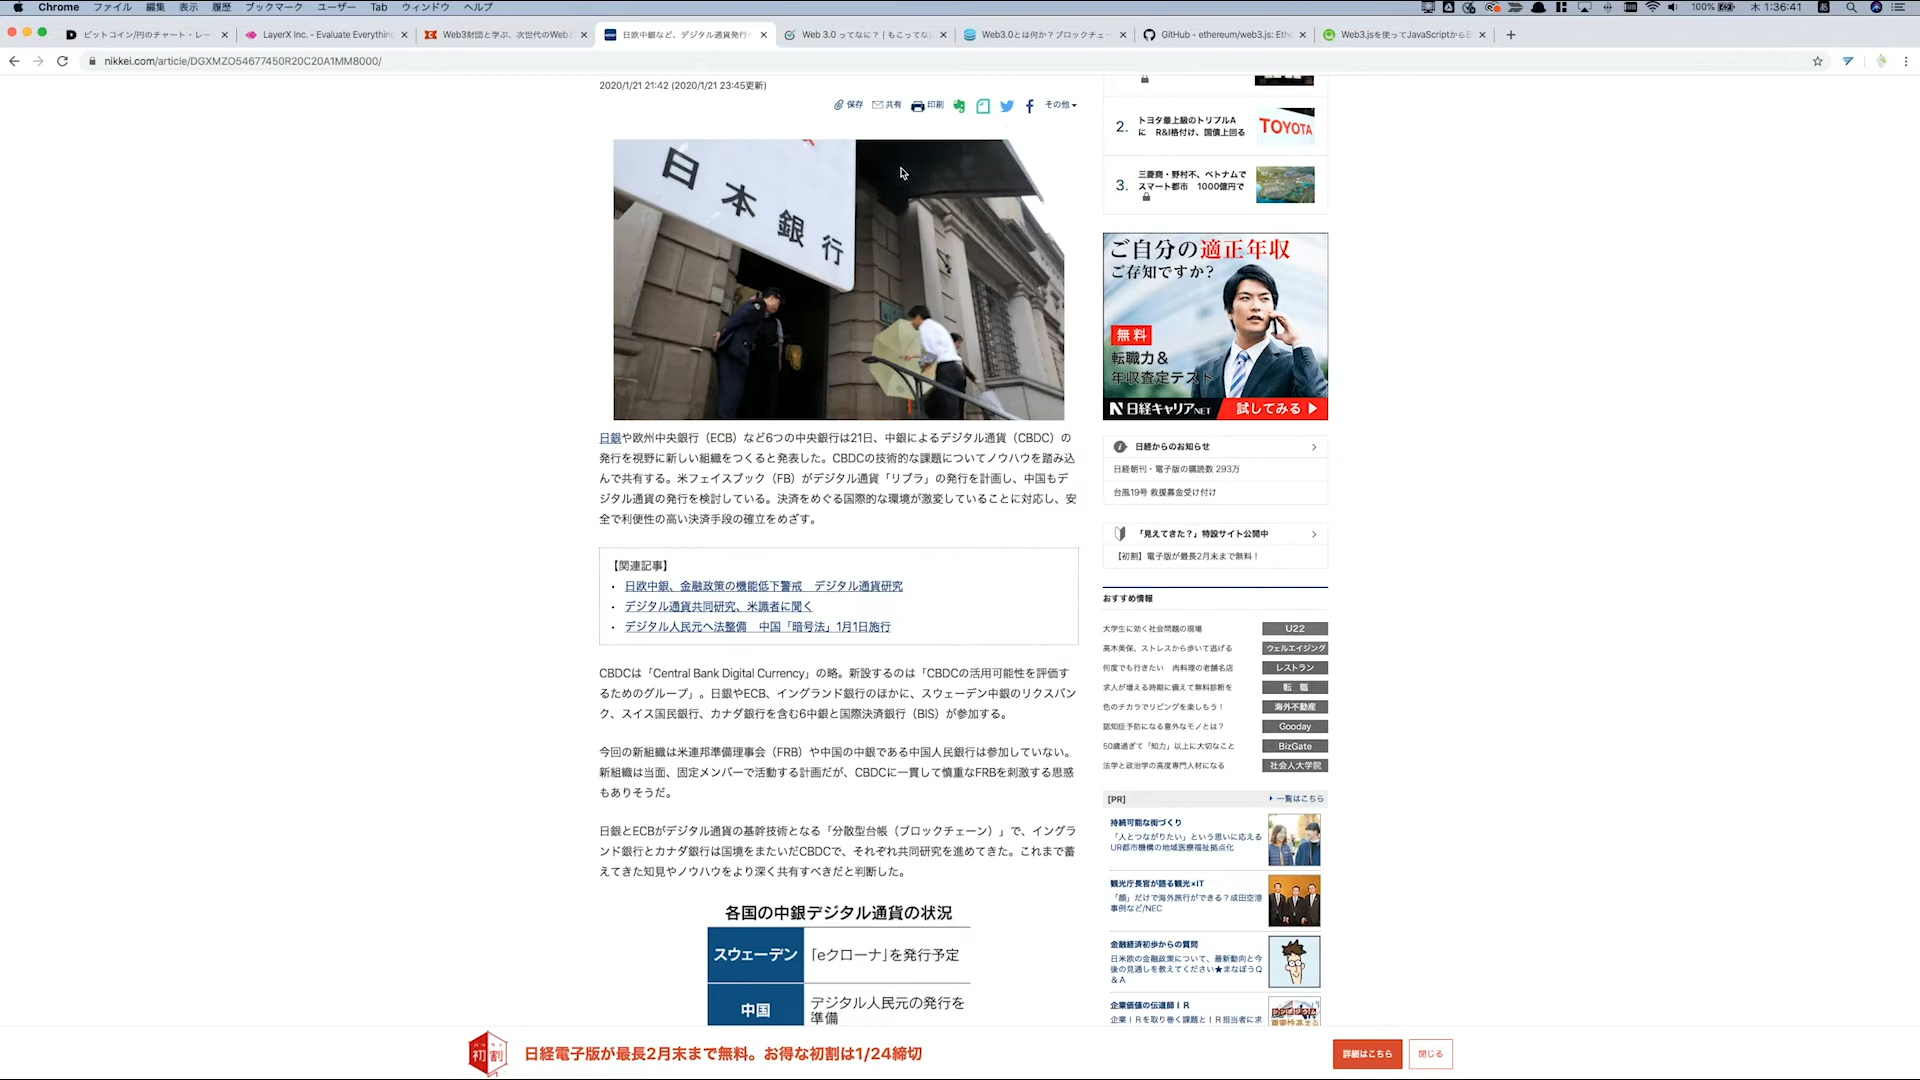 Chrome ファイル 編集 表示 履歴 ブックマーク ユーザー Tab ウィンドウ ヘルプ 100% 木 1:36:41
ビットコイン/円のチャート・レー
LayerX Inc. - Evaluate Everything
Web3財団と学ぶ、次世代のWeb
日欧中銀など、デジタル通貨発行へ
Web 3.0 ってなに？ | もこってな
Web3.0とは何か？ブロックチェー
GitHub - ethereum/web3.js: Eth
Web3.jsを使ってJavaScriptから
nikkei.com/article/DGXMZO54677450R20C20A1MM8000/
2020/1/21 21:42 (2020/1/21 23:45更新)
保存 共有 印刷 その他
日本銀行
日銀や欧州中央銀行（ECB）など6つの中央銀行は21日、中銀によるデジタル通貨（CBDC）の
発行を視野に新しい組織をつくると発表した。CBDCの技術的な課題についてノウハウを踏み込
んで共有する。米フェイスブック（FB）がデジタル通貨「リブラ」の発行を計画し、中国もデ
ジタル通貨の発行を検討している。決済をめぐる国際的な環境が激変していることに対応し、安
全で利便性の高い決済手段の確立をめざす。
【関連記事】
・ 日欧中銀、金融政策の機能低下警戒　デジタル通貨研究
・ デジタル通貨共同研究、米識者に聞く
・ デジタル人民元へ法整備　中国「暗号法」1月1日施行
CBDCは「Central Bank Digital Currency」の略。新設するのは「CBDCの活用可能性を評価す
るためのグループ」。日銀やECB、イングランド銀行のほかに、スウェーデン中銀のリクスバン
ク、スイス国民銀行、カナダ銀行を含む6中銀と国際決済銀行（BIS）が参加する。
今回の新組織は米連邦準備理事会（FRB）や中国の中銀である中国人民銀行は参加していない。
新組織は当面、固定メンバーで活動する計画だが、CBDCに一貫して慎重なFRBを刺激する思惑
もありそうだ。
日銀とECBがデジタル通貨の基幹技術となる「分散型台帳（ブロックチェーン）」で、イングラ
ンド銀行とカナダ銀行は国境をまたいだCBDCで、それぞれ共同研究を進めてきた。これまで蓄
えてきた知見やノウハウをより深く共有すべきだと判断した。
各国の中銀デジタル通貨の状況
スウェーデン 「eクローナ」を発行予定
中国 デジタル人民元の発行を
準備
2. トヨタ最上級のトリプルA
に　R&I格付け、国債上回る
TOYOTA
3. 三菱商・野村不、ベトナムで
スマート都市　1000億円で
ご自分の適正年収
ご存知ですか?
無料
転職力&
年収査定テスト
日経キャリアNET 試してみる
日経からのお知らせ
日経朝刊・電子版の購読数 293万
台風19号 救援募金受け付け
「見えてきた？」特設サイト公開中
【初割】電子版が最長2月末まで無料！
おすすめ情報
大学生に効く社会問題の現場 U22
高木美保、ストレスから歩いて逃げる ウェルエイジング
何度でも行きたい　肉料理の老舗名店 レストラン
求人が増える時期に備えて無料診断を 転　職
色のチカラでリビングを楽しもう！ 海外不動産
認知症予防になる意外なモノとは？ Gooday
50歳過ぎて「知力」以上に大切なこと BizGate
法学と政治学の高度専門人材になる 社会人大学院
[PR] 一覧はこちら
持続可能な街づくり
「人とつながりたい」という思いに応える
UR都市機構の地域医療福祉拠点化
観光庁長官が語る観光×IT
「顔」だけで海外旅行ができる？成田空港
事例など/NEC
金融経済初歩からの質問
日米欧の金融政策について、最新動向と今
後の見通しを教えてください★まなぼうQ
&A
企業価値の伝道師ＩＲ
企業ＩＲを取り巻く課題とＩＲ担当者に求
初割
日経電子版が最長2月末まで無料。お得な初割は1/24締切
詳細はこちら
閉じる